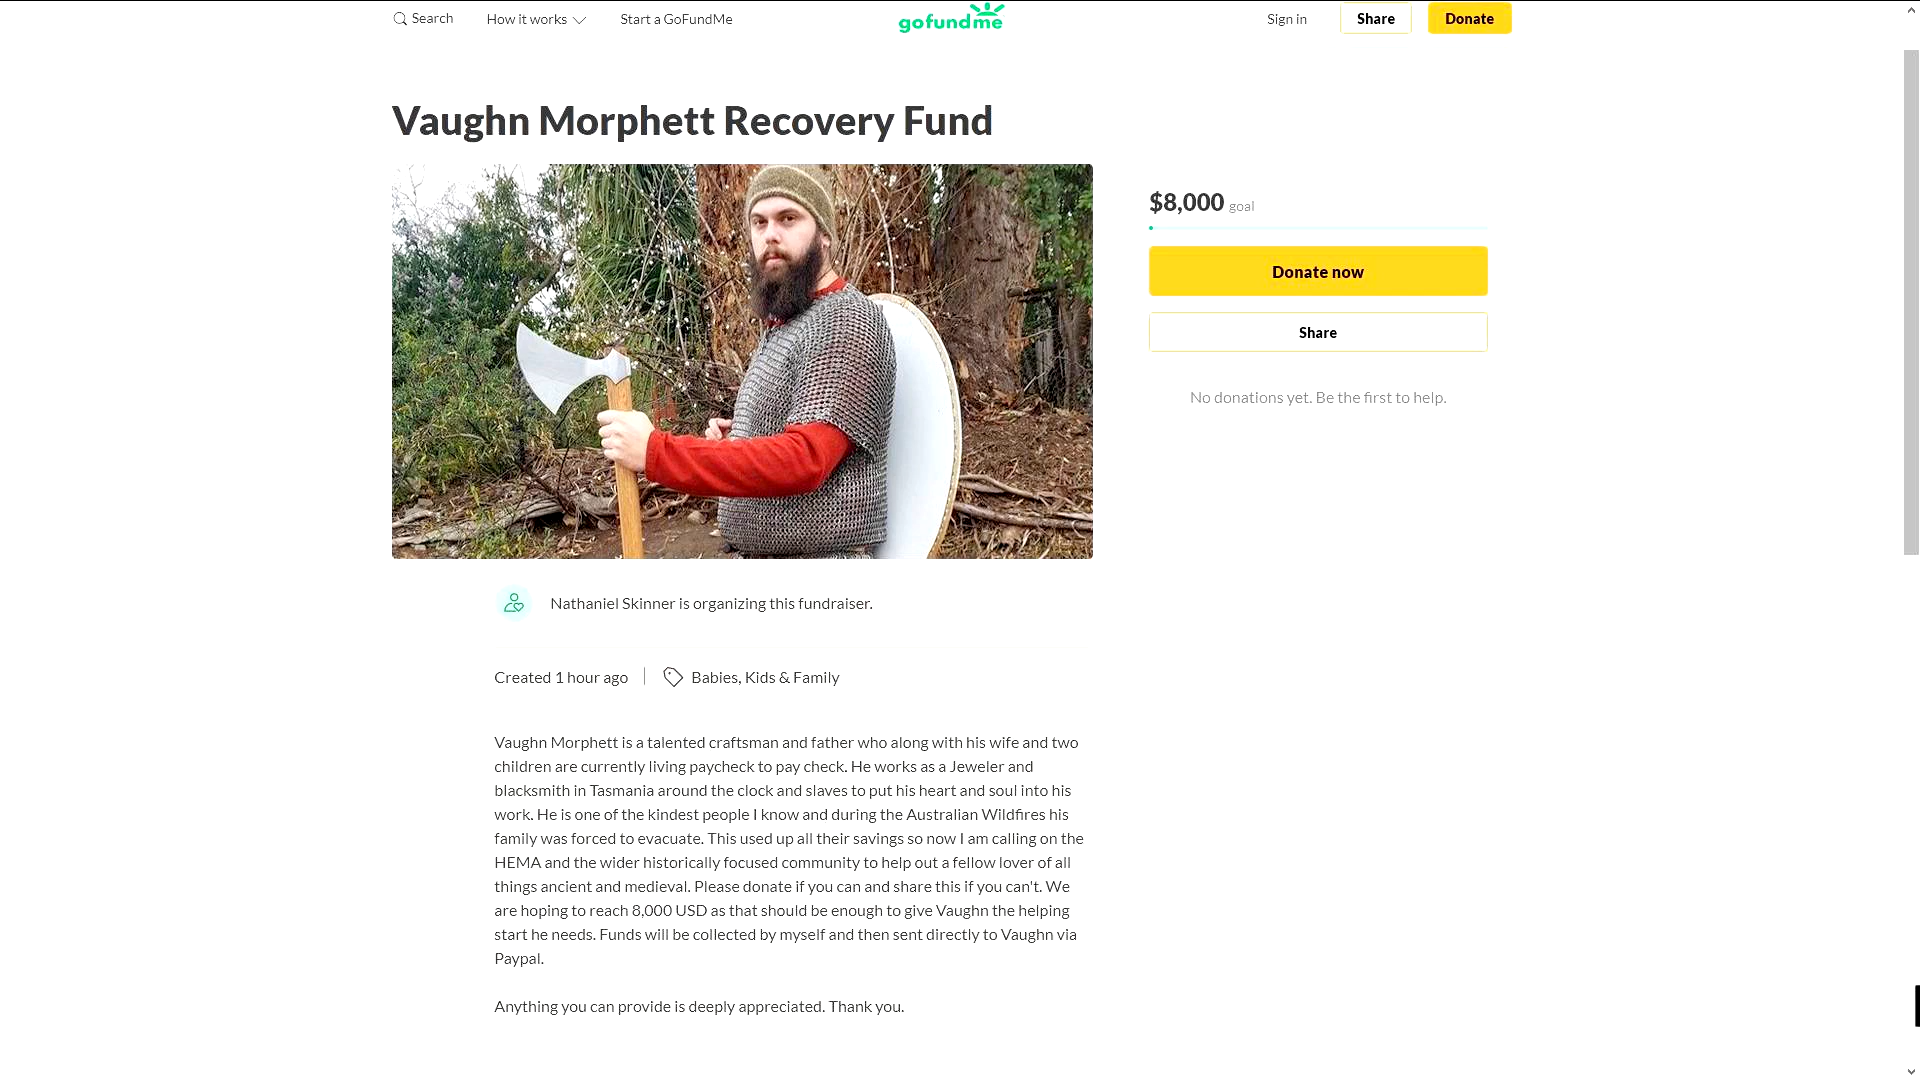 Search How it works Start a GoFundMe gofundme Sign in Share Donate
Vaughn Morphett Recovery Fund
$8,000 goal
Donate now
Share
No donations yet. Be the first to help.
Nathaniel Skinner is organizing this fundraiser.
Created 1 hour ago Babies, Kids & Family
Vaughn Morphett is a talented craftsman and father who along with his wife and two
children are currently living paycheck to pay check. He works as a Jeweler and
blacksmith in Tasmania around the clock and slaves to put his heart and soul into his
work. He is one of the kindest people I know and during the Australian Wildfires his
family was forced to evacuate. This used up all their savings so now I am calling on the
HEMA and the wider historically focused community to help out a fellow lover of all
things ancient and medieval. Please donate if you can and share this if you can't. We
are hoping to reach 8,000 USD as that should be enough to give Vaughn the helping
start he needs. Funds will be collected by myself and then sent directly to Vaughn via
Paypal.
Anything you can provide is deeply appreciated. Thank you.